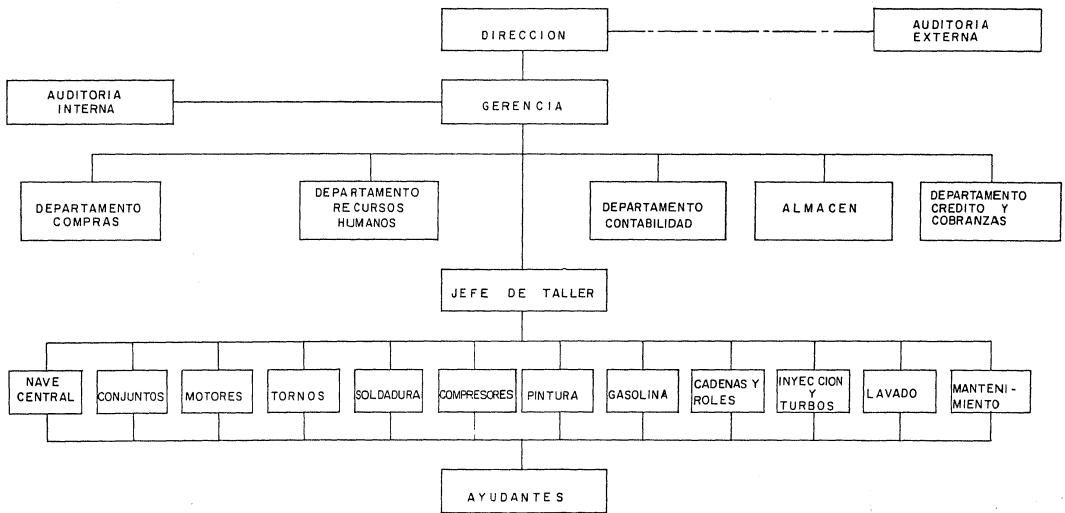 DIRECCION
AUDITORIA
EXTERNA
AUDITORIA
INTERNA
GERENCIA
DEPARTAMENTO
COMPRAS
DEPARTAMENTO
RECURSOS
HUMANOS
DEPARTAMENTO
CONTABILIDAD
ALMACEN
DEPARTAMENTO
CREDITO Y
COBRANZAS
JEFE DE TALLER
NAVE
CENTRAL
CONJUNTOS
MOTORES
TORNOS
SOLDADURA
COMPRESORES
PINTURA
GASOLINA
CADENAS Y
ROLES
INYECCION
Y
TURBOS
LAVADO
MANTENI-
MIENTO
AYUDANTES